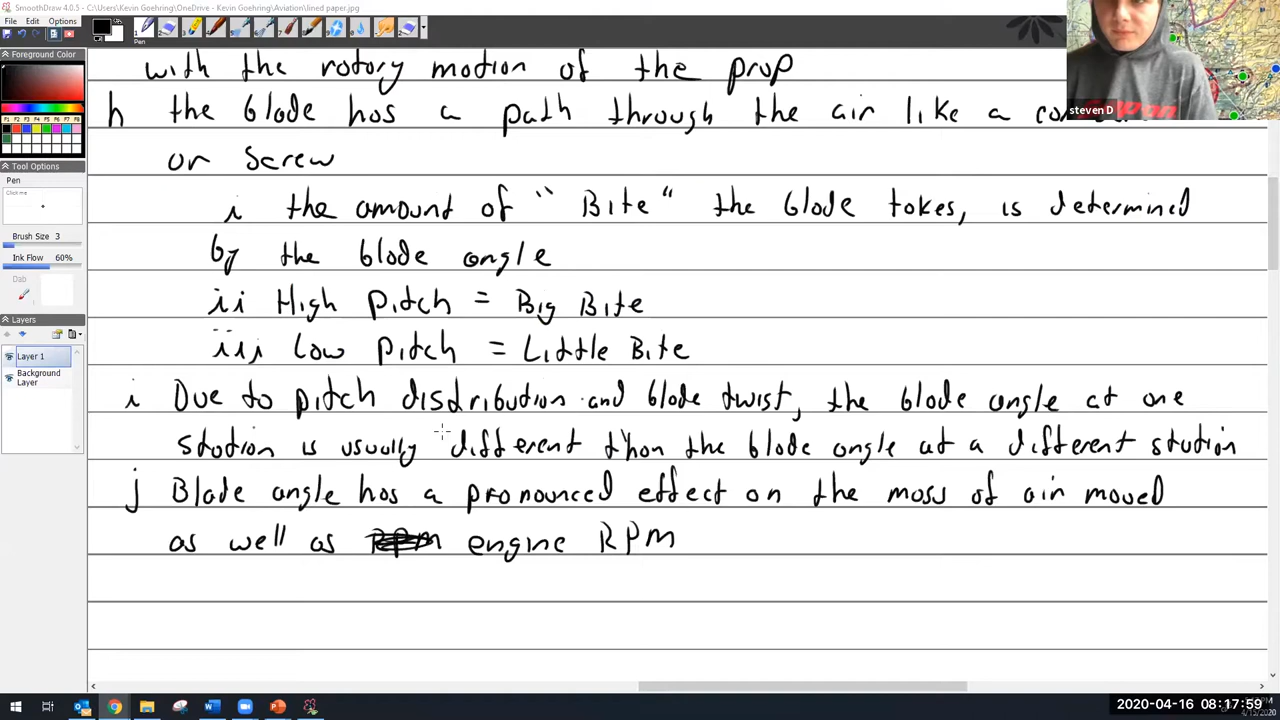 SmoothDraw 4.0.5 - C:\Users\Kevin Goehring\OneDrive - Kevin Goehring\Aviation\lined paper.jpg
File Edit Options
Pen
Foreground Color
Tool Options
Pen
Click me
Brush Size 3
Ink Flow 60%
Dab
Layers
Layer 1
Background Layer
steven D
with the rotary motion of the prop
h the blade has a path through the air like a
or screw
i the amount of "Bite" the blade takes, is determined
by the blade angle
ii High Pitch = Big Bite
iii Low Pitch = Little Bite
i Due to pitch distribution and blade twist, the blade angle at one
station is usually different than the blade angle at a different station
j Blade angle has a pronounced effect on the mass of air moved
as well as engine RPM
2020-04-16 08:17:59